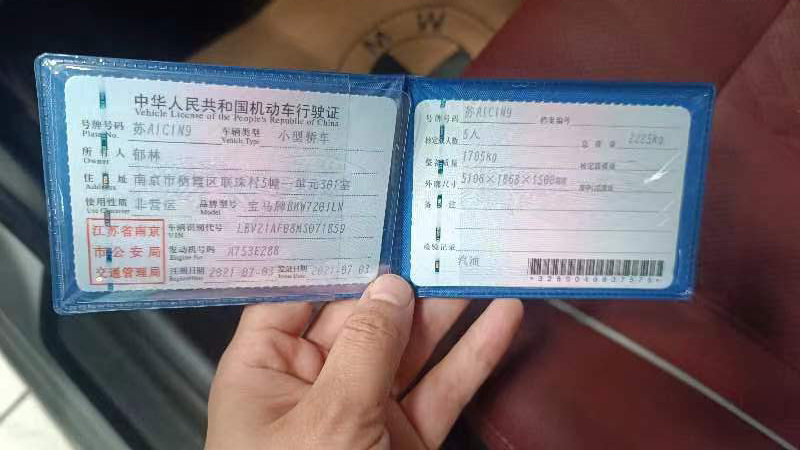 BMW
中华人民共和国机动车行驶证
Vehicle License of the People's Republic of China
号牌号码 苏A1C1N9 车辆类型 小型轿车
Plate No. Vehicle Type
所有人 郁林
Owner
住址 南京市栖霞区联珠村5幢一单元301室
Address
使用性质 非营运 品牌型号 宝马牌BMW7201LN
Use Character Model
江苏省南京
市公安局
交通管理局
车辆识别代号
VIN
发动机号码 A753E288
Engine No.
注册日期 2021-07-03 发证日期 2021-07-03
Register Date Issue Date
号牌号码 苏A1C1N9 档案编号
核定载人数 5人 总质量 2225kg
整备质量 1705kg 核定载质量
外廓尺寸 5106×1868×1500mm
备注
检验记录
汽油